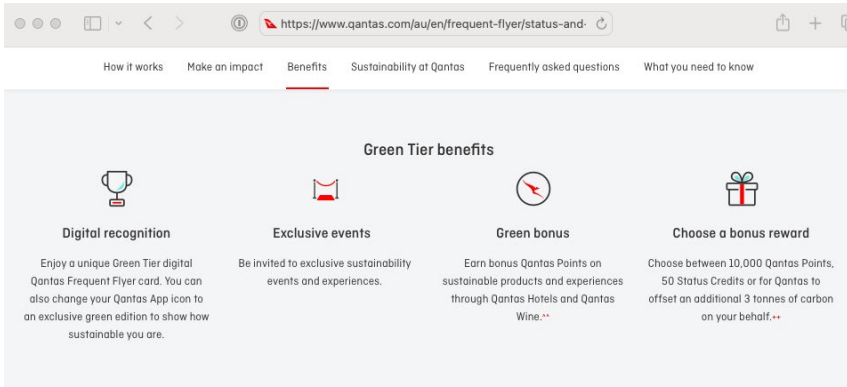 https://www.qantas.com/au/en/frequent-flyer/status-and-
How it works Make an impact Benefits Sustainability at Qantas Frequently asked questions What you need to know
Green Tier benefits
Digital recognition
Enjoy a unique Green Tier digital
Qantas Frequent Flyer card. You can
also change your Qantas App icon to
an exclusive green edition to show how
sustainable you are.
Exclusive events
Be invited to exclusive sustainability
events and experiences.
Green bonus
Earn bonus Qantas Points on
sustainable products and experiences
through Qantas Hotels and Qantas
Wine.^^
Choose a bonus reward
Choose between 10,000 Qantas Points,
50 Status Credits or for Qantas to
offset an additional 3 tonnes of carbon
on your behalf.++